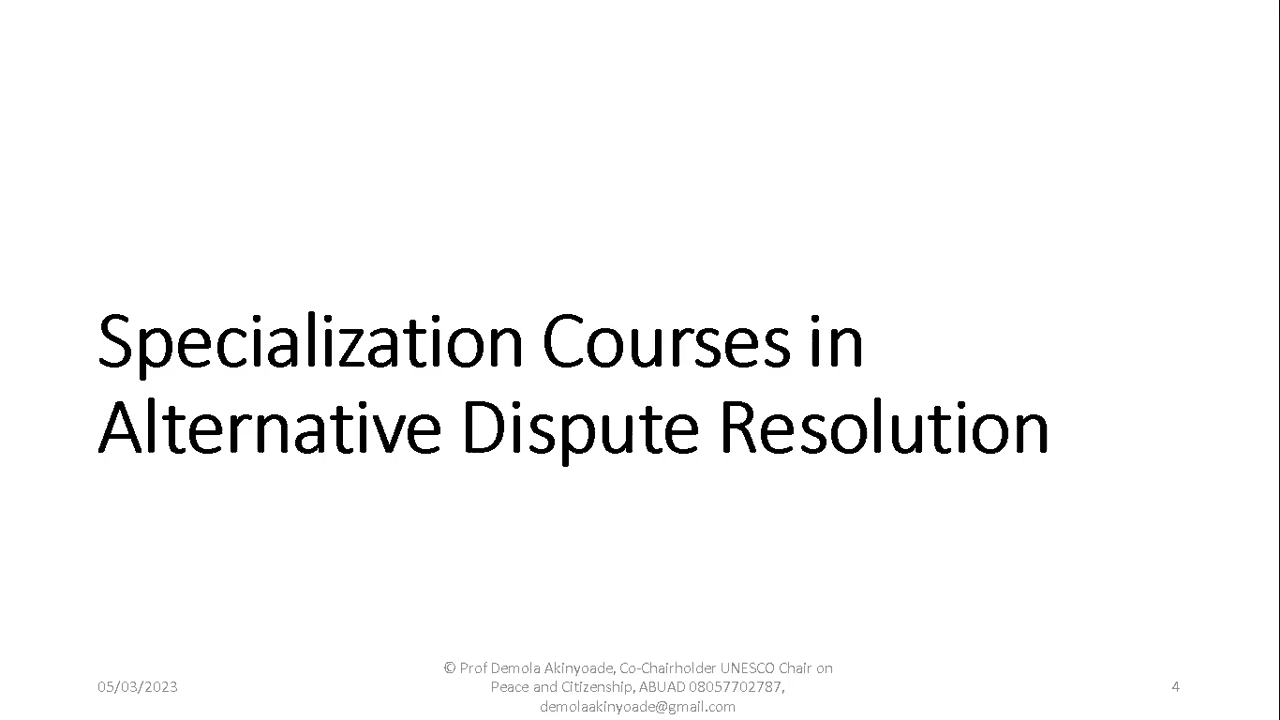 Specialization Courses in
Alternative Dispute Resolution
05/03/2023
© Prof Demola Akinyoade, Co-Chairholder UNESCO Chair on
Peace and Citizenship, ABUAD 08057702787,
demolaakinyoade@gmail.com
4